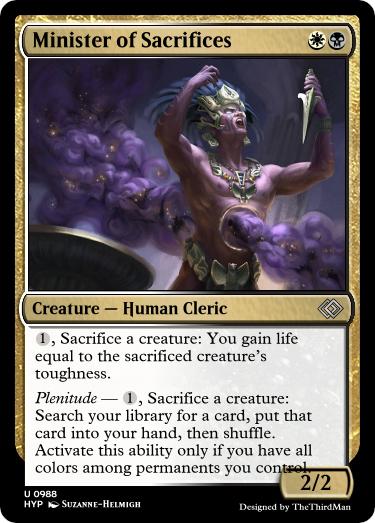 Minister of Sacrifices
Creature — Human Cleric
1, Sacrifice a creature: You gain life
equal to the sacrificed creature's
toughness.
Plenitude — 1, Sacrifice a creature:
Search your library for a card, put that
card into your hand, then shuffle.
Activate this ability only if you have all
colors among permanents you control.
2/2
U 0988
HYP Suzanne-Helmigh
Designed by TheThirdMan